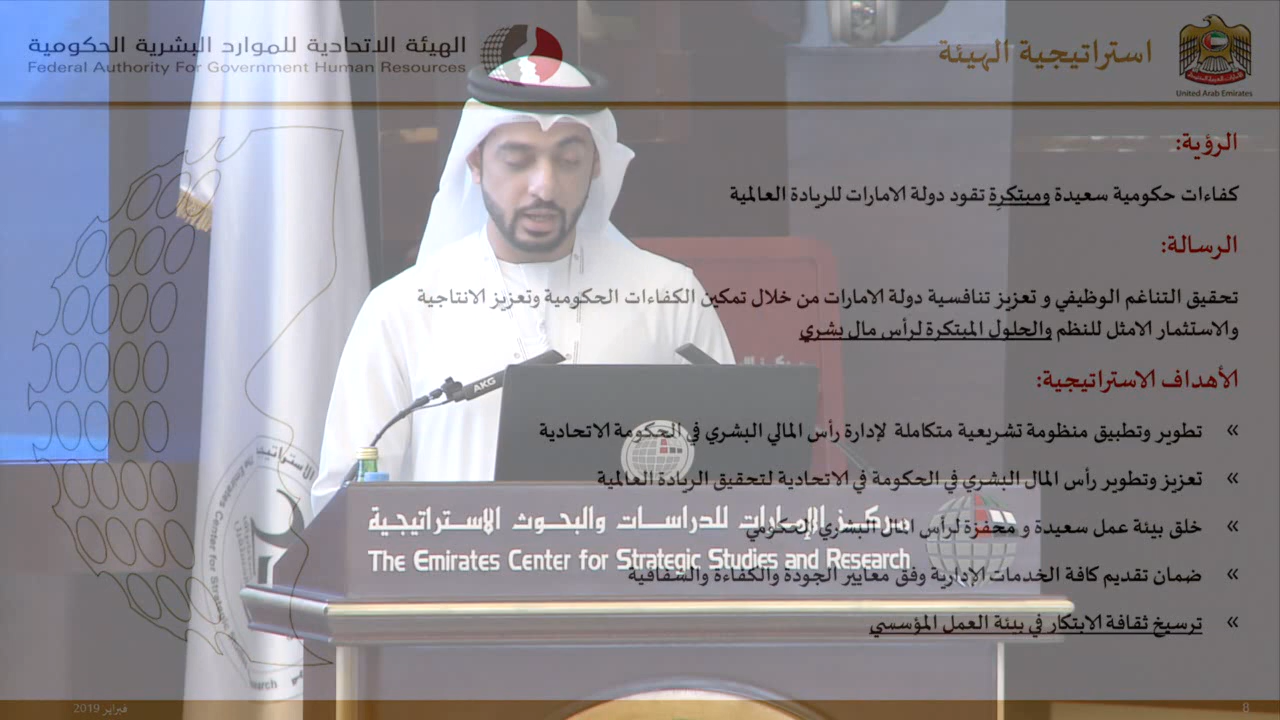 الهيئة الاتحادية للموارد البشرية الحكومية
Federal Authority For Government Human Resources
استراتيجية الهيئة
United Arab Emirates
الرؤية:
كفاءات حكومية سعيدة ومبتكرِة تقود دولة الامارات للريادة العالمية
الرسالة:
تحقيق التناغم الوظيفي و تعزيز تنافسية دولة الامارات من خلال تمكين الكفاءات الحكومية وتعزيز الانتاجية
والاستثمار الامثل للنظم والحلول المبتكرة لرأس مال بشري
الأهداف الاستراتيجية:
» تطوير وتطبيق منظومة تشريعية متكاملة لإدارة رأس المالي البشري في الحكومة الاتحادية
» تعزيز وتطوير رأس المال البشري في الحكومة في الاتحادية لتحقيق الريادة العالمية
» خلق بيئة عمل سعيدة و محفزة لرأس المال البشري الحكومي
» ضمان تقديم كافة الخدمات الإدارية وفق معايير الجودة والكفاءة والشفافية
» ترسيخ ثقافة الابتكار في بيئة العمل المؤسسي
AKG
مركز الإمارات للدراسات والبحوث الاستراتيجية
The Emirates Center for Strategic Studies and Research
فبراير 2019
8